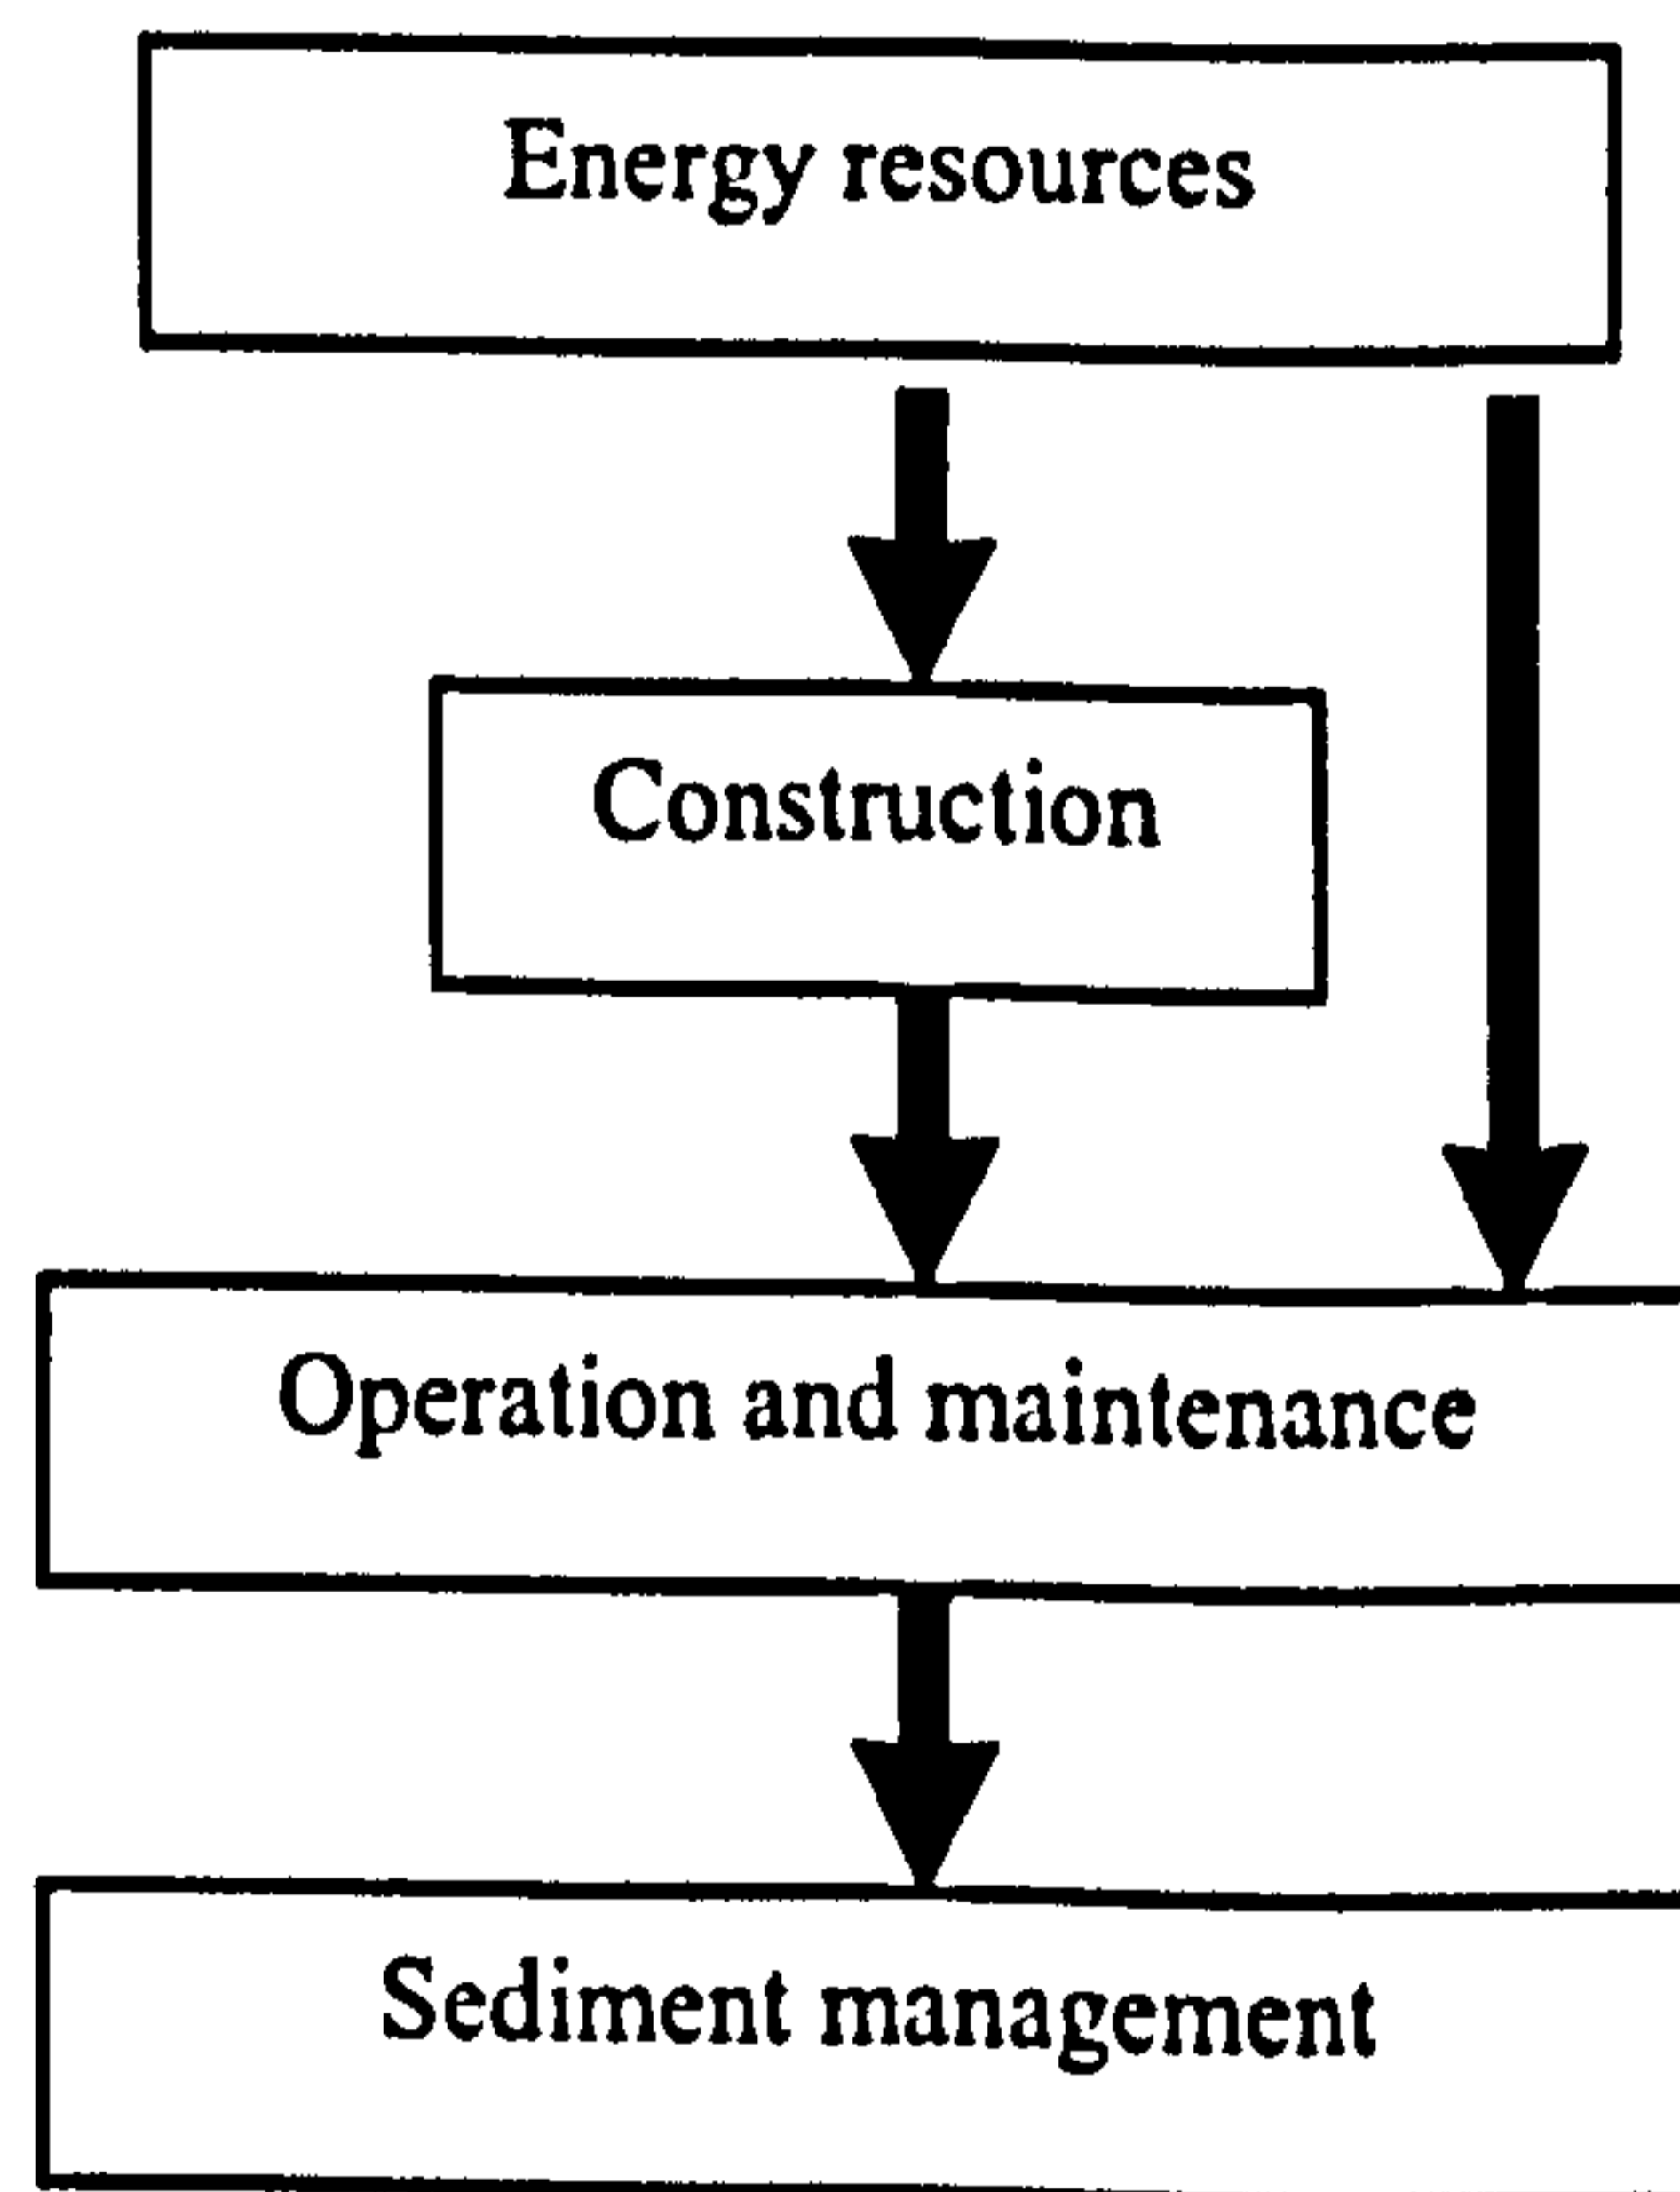 Energy resources
Construction
Operation and maintenance
Sediment management